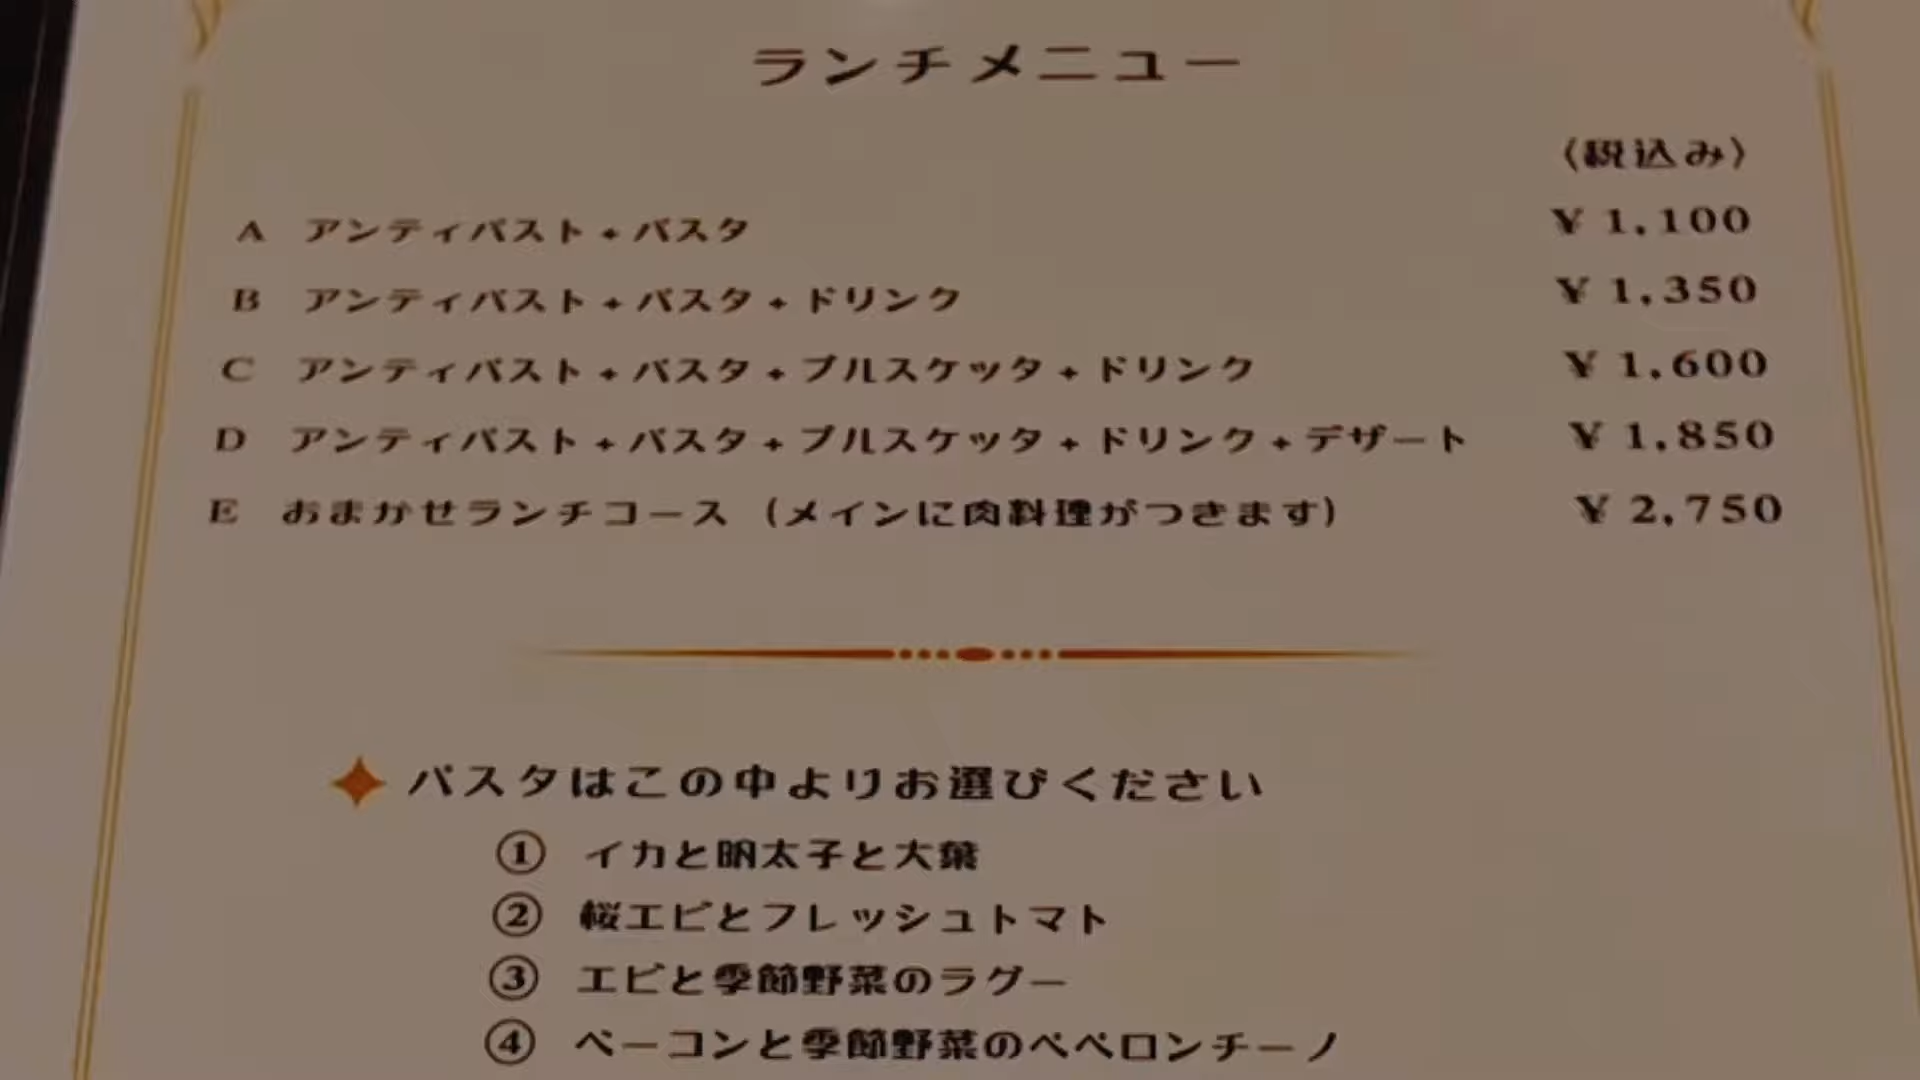 ランチメニュー
〈税込み〉
A アンティパスト+パスタ ¥1,100
B アンティパスト+パスタ+ドリンク ¥1,350
C アンティパスト+パスタ+ブルスケッタ+ドリンク ¥1,600
D アンティパスト+パスタ+ブルスケッタ+ドリンク+デザート ¥1,850
E おまかせランチコース (メインに肉料理がつきます) ¥2,750
パスタはこの中よりお選びください
① イカと明太子と大葉
② 桜エビとフレッシュトマト
③ エビと季節野菜のラグー
④ ベーコンと季節野菜のペペロンチーノ